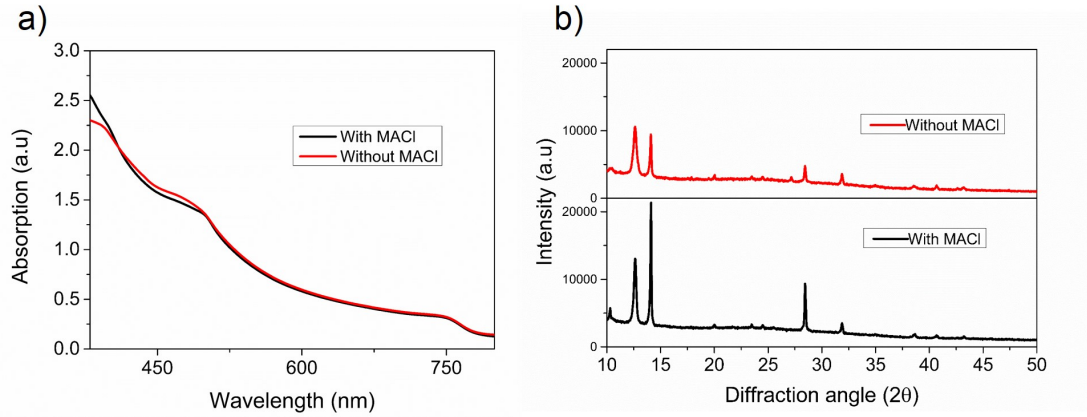 a)
3.0
2.5
2.0
1.5
1.0
0.5
0.0
450
600
750
Absorption (a.u)
Wavelength (nm)
With MACl
Without MACl
b)
20000
10000
0
20000
10000
0
10
15
20
25
30
35
40
45
50
Intensity (a.u)
Diffraction angle (2θ)
Without MACl
With MACl